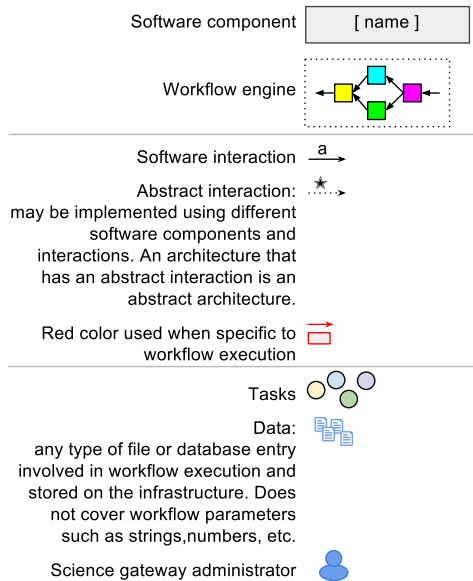 Software component [ name ]
Workflow engine
Software interaction a
Abstract interaction:
may be implemented using different
software components and
interactions. An architecture that
has an abstract interaction is an
abstract architecture.
Red color used when specific to
workflow execution
Tasks
Data:
any type of file or database entry
involved in workflow execution and
stored on the infrastructure. Does
not cover workflow parameters
such as strings,numbers, etc.
Science gateway administrator